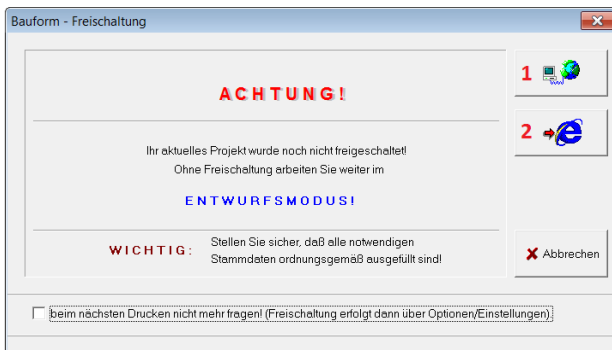 Bauform - Freischaltung
ACHTUNG!
1
Ihr aktuelles Projekt wurde noch nicht freigeschaltet!
Ohne Freischaltung arbeiten Sie weiter im
2
ENTWURFSMODUS!
WICHTIG:
Stellen Sie sicher, daß alle notwendigen
Stammdaten ordnungsgemäß ausgefüllt sind!
Abbrechen
beim nächsten Drucken nicht mehr fragen! (Freischaltung erfolgt dann über Optionen/Einstellungen)